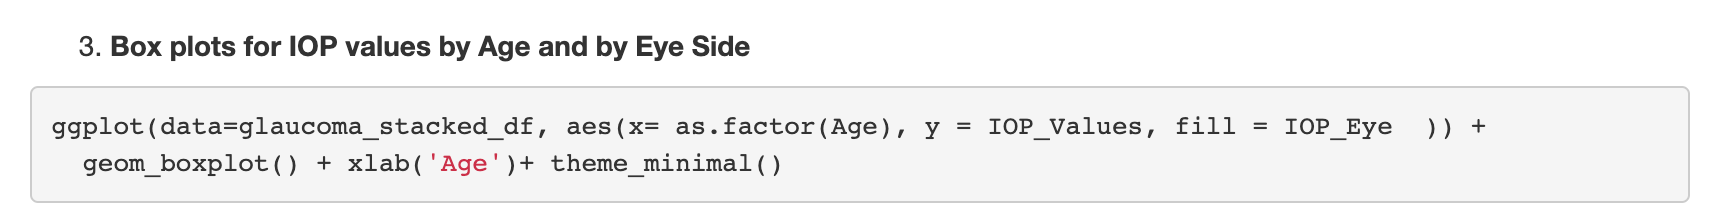 3. Box plots for IOP values by Age and by Eye Side
ggplot(data=glaucoma_stacked_df, aes(x= as.factor(Age), y = IOP_Values, fill = IOP_Eye  )) +
  geom_boxplot() + xlab('Age')+ theme_minimal()